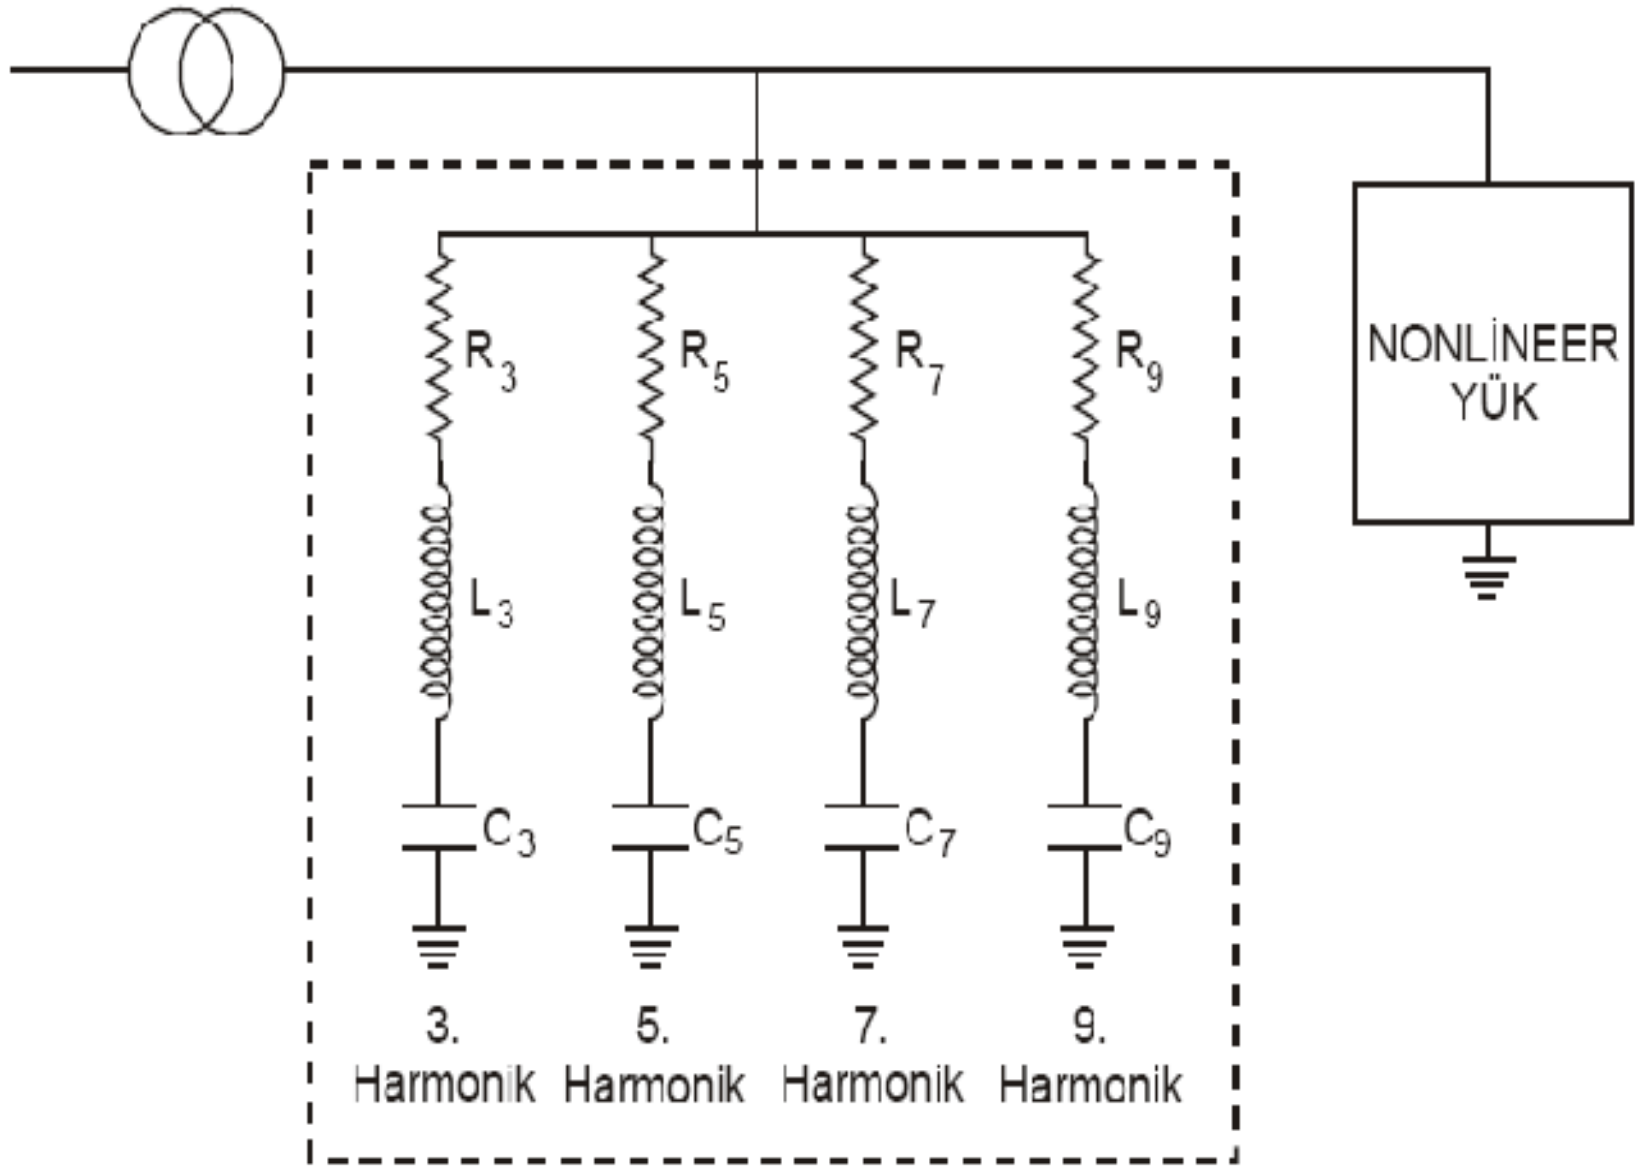 R3 R5 R7 R9
NONLİNEER
YÜK
L3 L5 L7 L9
C3 C5 C7 C9
3. 5. 7. 9.
Harmonik Harmonik Harmonik Harmonik